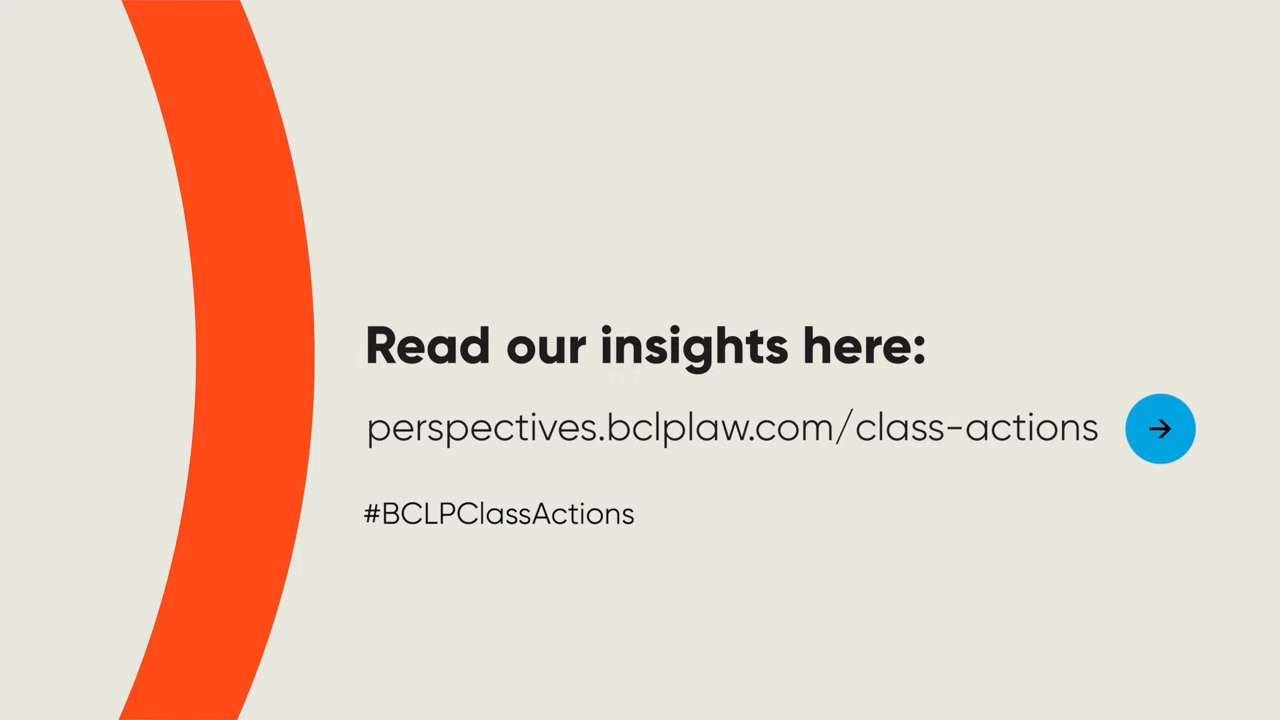 Read our insights here:
perspectives.bclplaw.com/class-actions
#BCLPClassActions